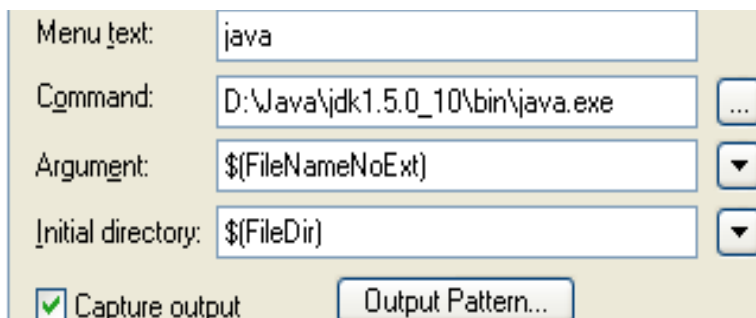 Menu text: java
Command: D:\Java\jdk1.5.0_10\bin\java.exe ...
Argument: $(FileNameNoExt)
Initial directory: $(FileDir)
Capture output Output Pattern...